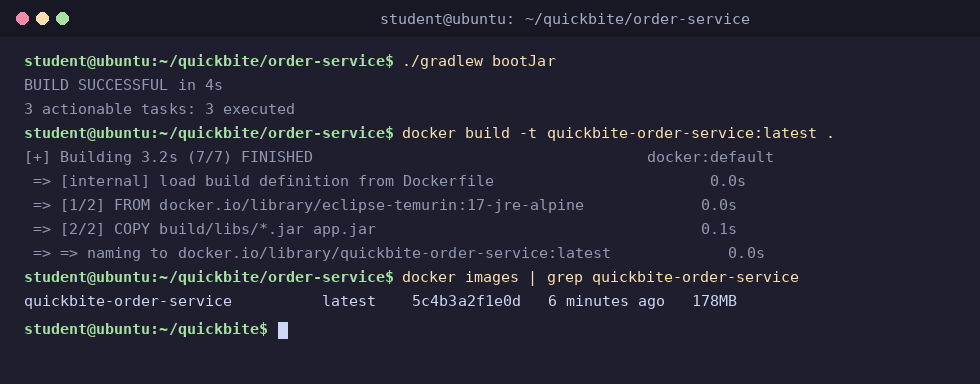 student@ubuntu: ~/quickbite/order-service
student@ubuntu:~/quickbite/order-service$ ./gradlew bootJar
BUILD SUCCESSFUL in 4s
3 actionable tasks: 3 executed
student@ubuntu:~/quickbite/order-service$ docker build -t quickbite-order-service:latest .
[+] Building 3.2s (7/7) FINISHED docker:default
=> [internal] load build definition from Dockerfile 0.0s
=> [1/2] FROM docker.io/library/eclipse-temurin:17-jre-alpine 0.0s
=> [2/2] COPY build/libs/*.jar app.jar 0.1s
=> => naming to docker.io/library/quickbite-order-service:latest 0.0s
student@ubuntu:~/quickbite/order-service$ docker images | grep quickbite-order-service
quickbite-order-service latest 5c4b3a2f1e0d 6 minutes ago 178MB
student@ubuntu:~/quickbite$